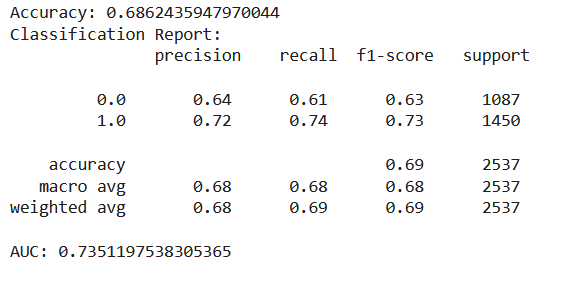 Accuracy: 0.6862435947970044
Classification Report:
precision recall f1-score support
0.0 0.64 0.61 0.63 1087
1.0 0.72 0.74 0.73 1450
accuracy 0.69 2537
macro avg 0.68 0.68 0.68 2537
weighted avg 0.68 0.69 0.69 2537
AUC: 0.7351197538305365